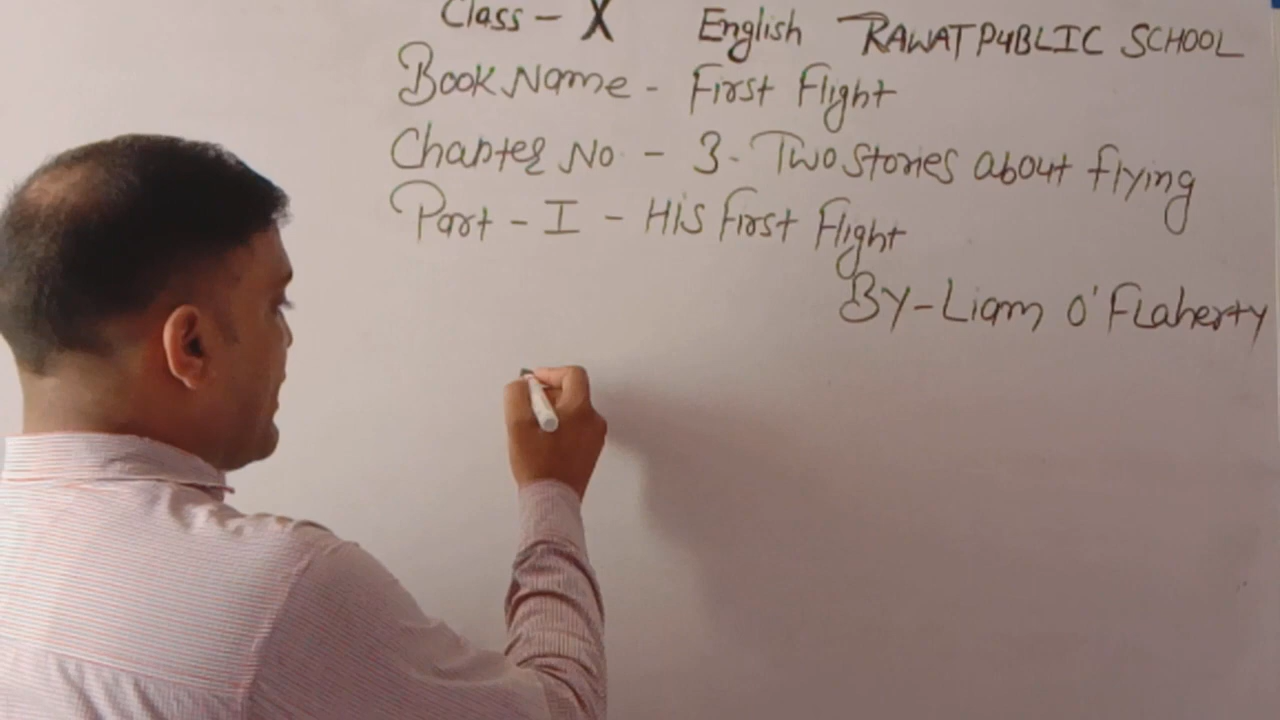 Class - X English RAWAT PUBLIC SCHOOL
Book Name - First Flight
Chapter No - 3. Two Stories about flying
Part - I - His First Flight
By - Liam O'Flaherty